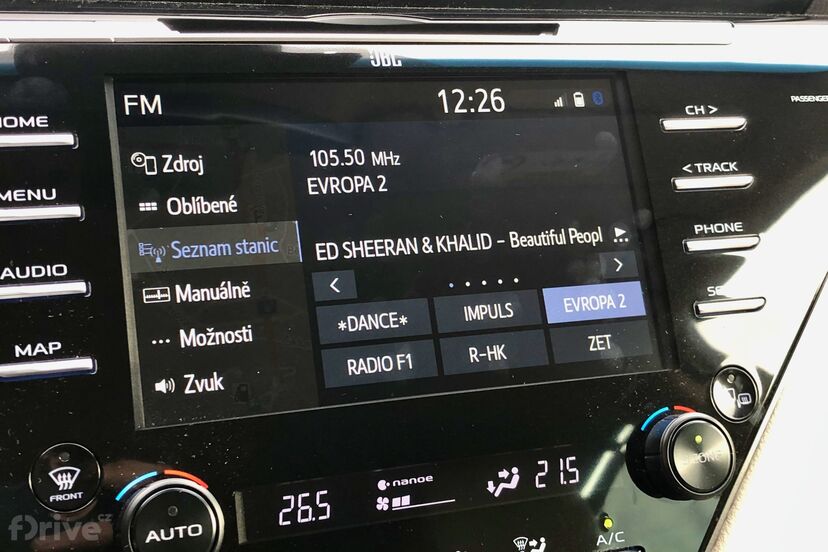 JBL
FM 12:26
PASSENGER
HOME
MENU
AUDIO
MAP
Zdroj
Oblíbené
Seznam stanic
Manuálně
Možnosti
Zvuk
105.50 MHz
EVROPA 2
ED SHEERAN & KHALID – Beautiful Peopl
< >
*DANCE* IMPULS EVROPA 2
RADIO F1 R-HK ZET
CH >
< TRACK
PHONE
FRONT
AUTO
26.5
nanoe
21.5
A/C
fDrive.cz